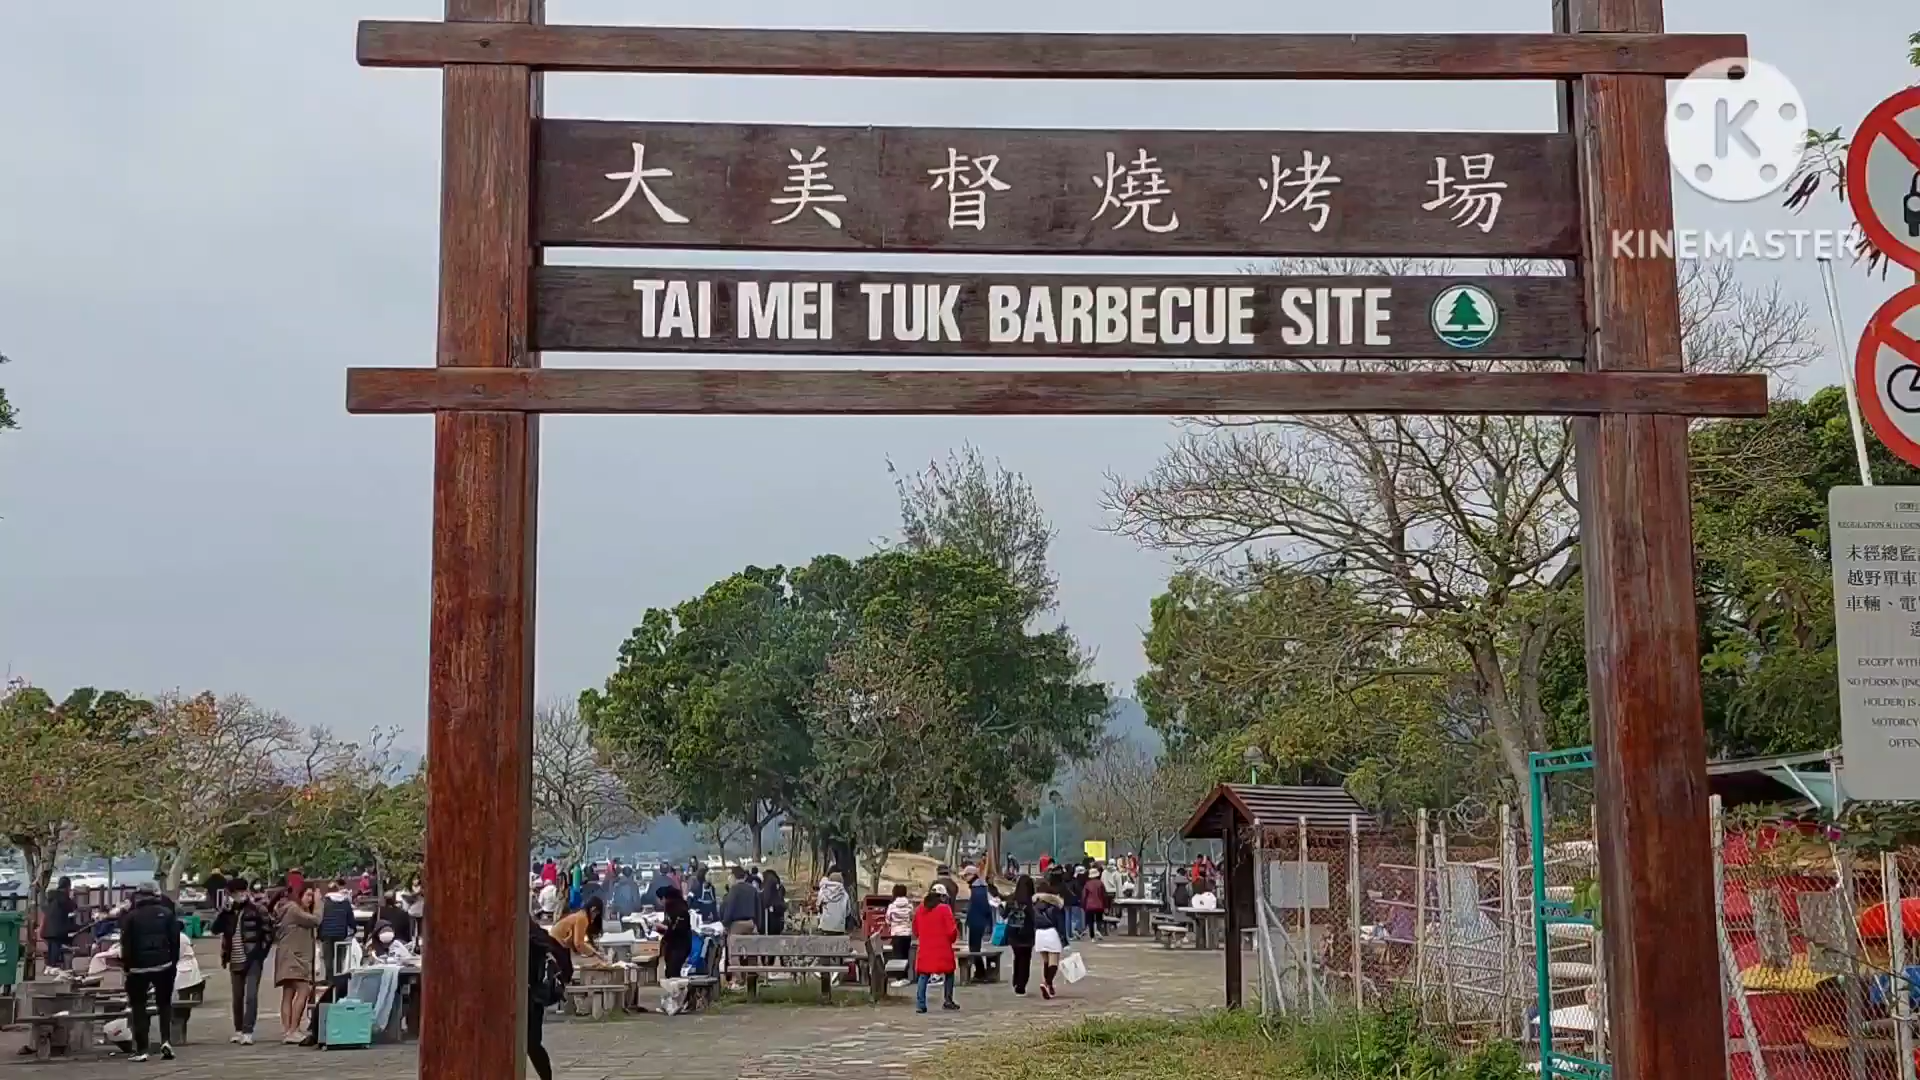 大美督燒烤場
TAI MEI TUK BARBECUE SITE
K
KINEMASTER
未經總監
越野單車
車輛、電
EXCEPT WITH
NO PERSON (INC
HOLDER) IS
MOTORCY
OFFEN